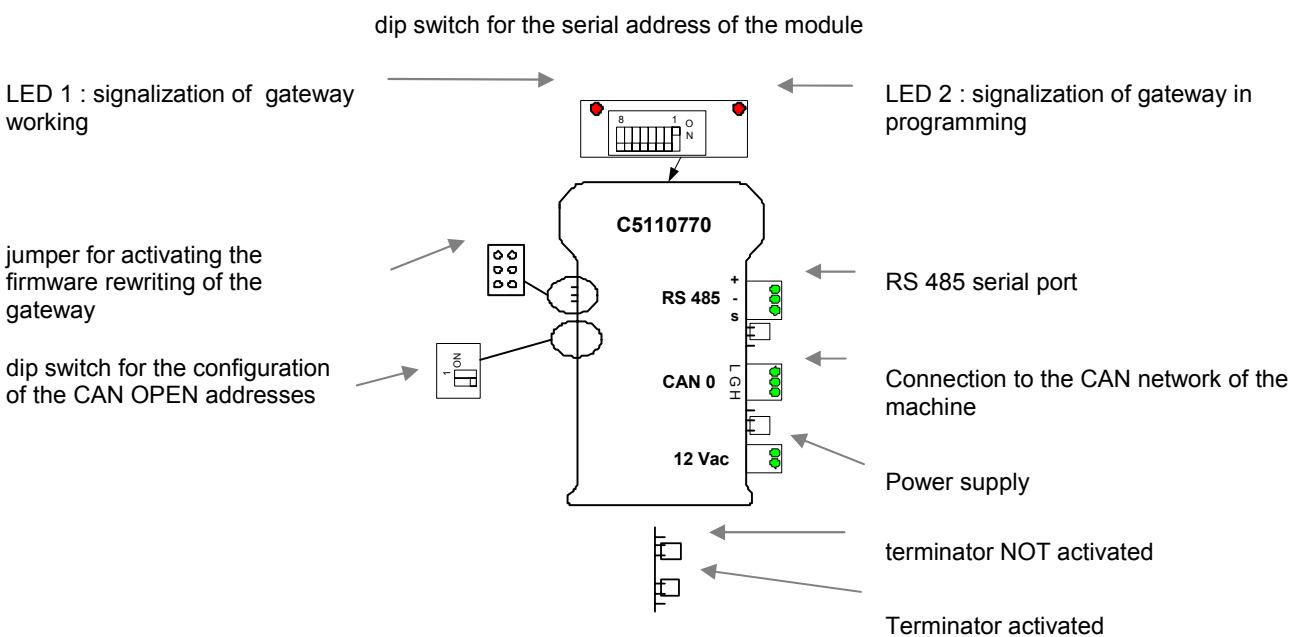 dip switch for the serial address of the module
LED 1 : signalization of gateway
working
LED 2 : signalization of gateway in
programming
8 1 O
N
C5110770
jumper for activating the
firmware rewriting of the
gateway
RS 485
+
-
s
RS 485 serial port
dip switch for the configuration
of the CAN OPEN addresses
1 ON
CAN 0
L G H
Connection to the CAN network of the
machine
12 Vac
Power supply
terminator NOT activated
Terminator activated